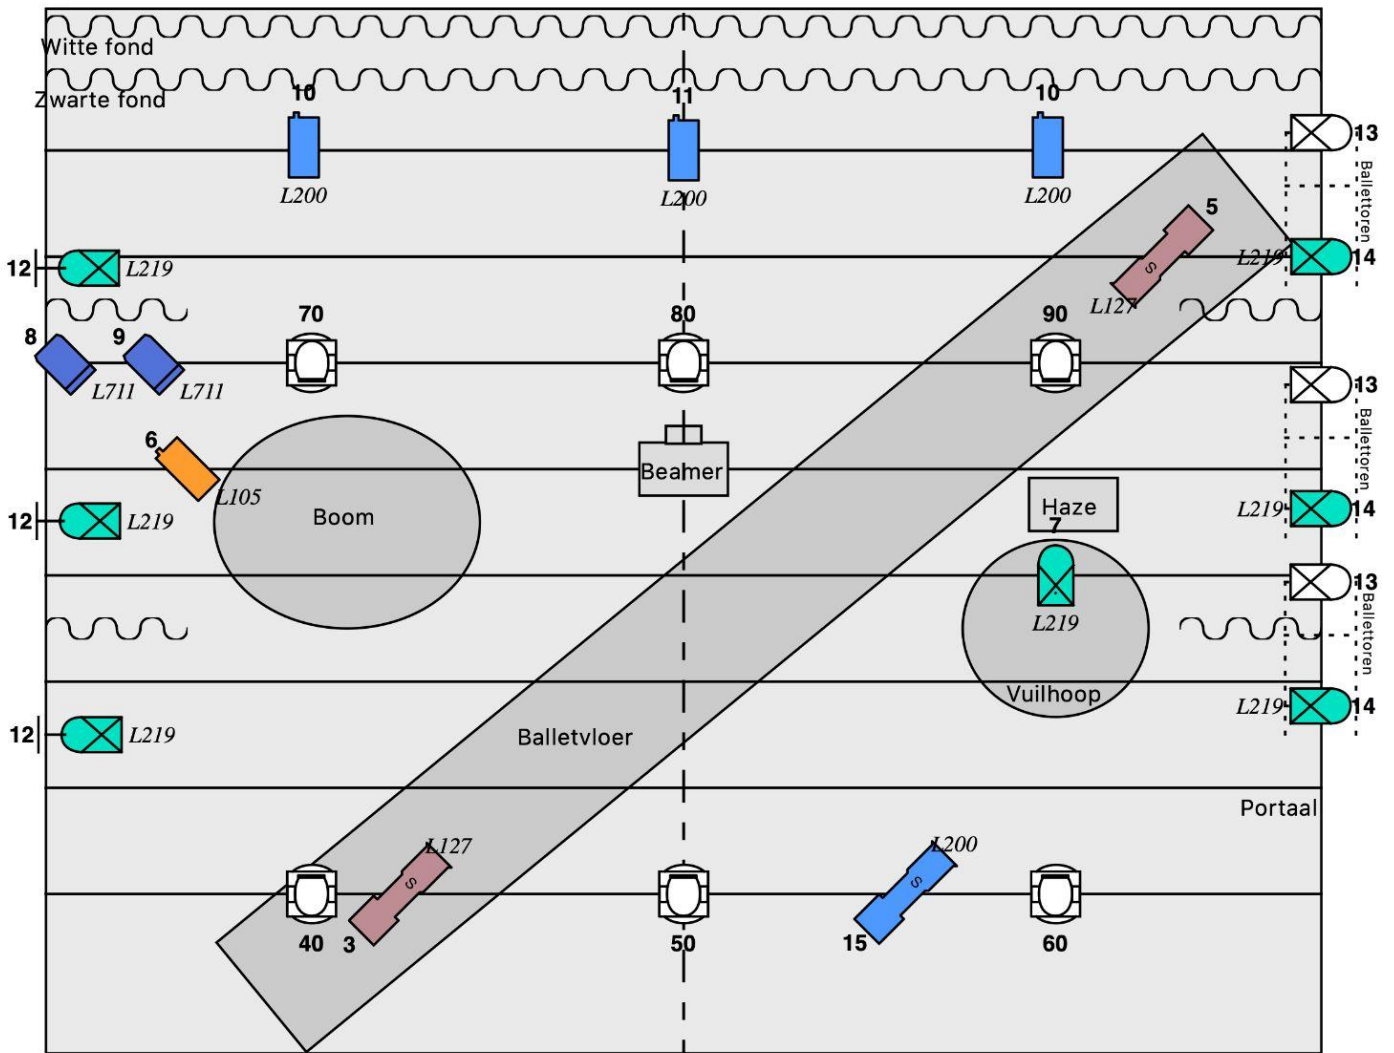 Witte fond
Zwarte fond
10
11
10
13
L200
L200
L200
Ballettoren
5
12
L219
L219
14
L127
8
9
70
80
90
L711
L711
13
6
L105
Beamer
Ballettoren
Boom
Haze
12
L219
7
L219
14
L219
13
Ballettoren
Vuilhoop
L219
14
12
L219
Balletvloer
Portaal
L127
L200
S
S
S
40
3
50
15
60